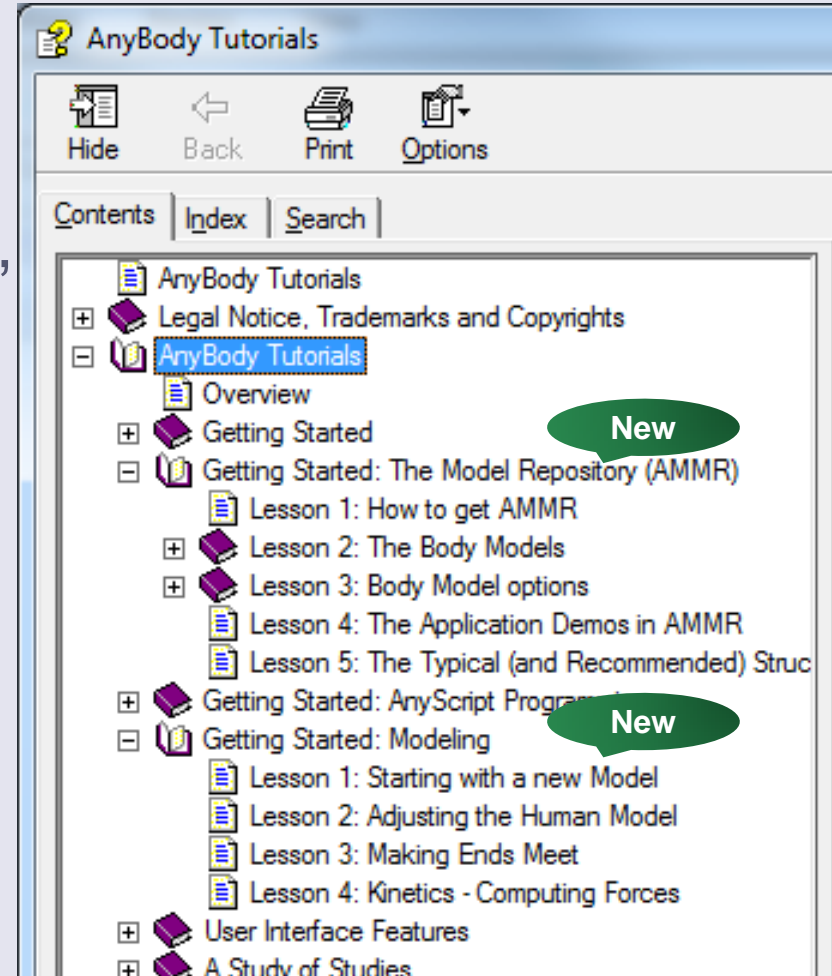 AnyBody Tutorials
Hide Back Print Options
Contents Index Search
,
AnyBody Tutorials
Legal Notice, Trademarks and Copyrights
AnyBody Tutorials
Overview
Getting Started
New
Getting Started: The Model Repository (AMMR)
Lesson 1: How to get AMMR
Lesson 2: The Body Models
Lesson 3: Body Model options
Lesson 4: The Application Demos in AMMR
Lesson 5: The Typical (and Recommended) Struc
Getting Started: AnyScript
New
Getting Started: Modeling
Lesson 1: Starting with a new Model
Lesson 2: Adjusting the Human Model
Lesson 3: Making Ends Meet
Lesson 4: Kinetics - Computing Forces
User Interface Features
A Study of Studies